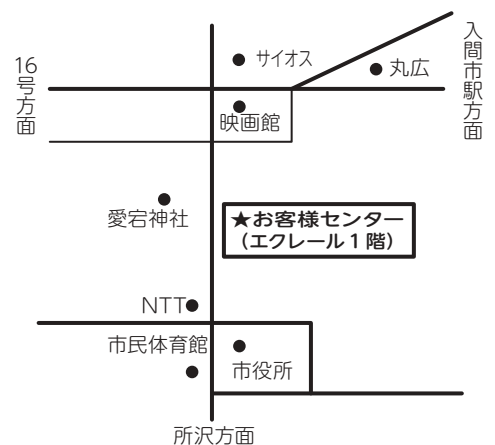 サイオス
丸広
入間市駅方面
16号方面
映画館
愛宕神社
★お客様センター
（エクレール１階）
NTT
市民体育館
市役所
所沢方面